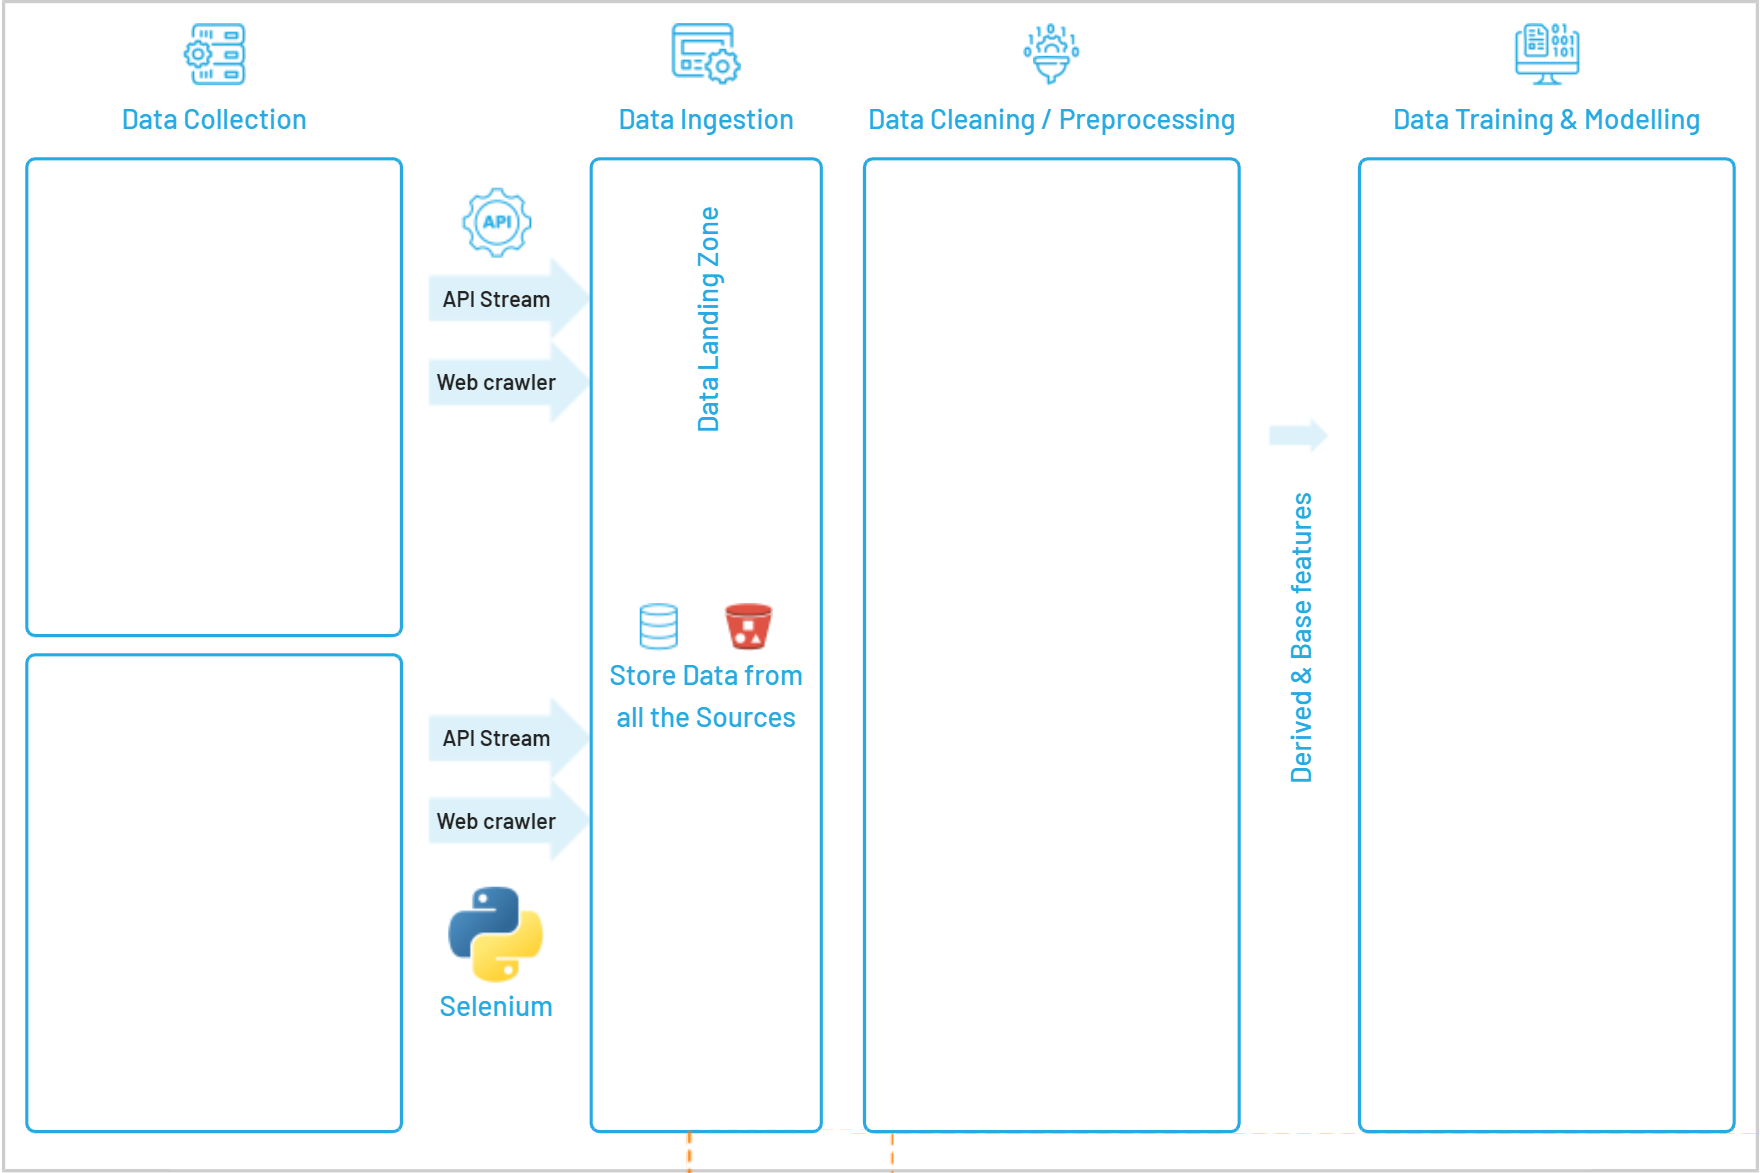 Data Collection
Data Ingestion
Data Cleaning / Preprocessing
Data Training & Modelling
API
API Stream
Web crawler
Data Landing Zone
Store Data from
all the Sources
API Stream
Web crawler
Selenium
Derived & Base features